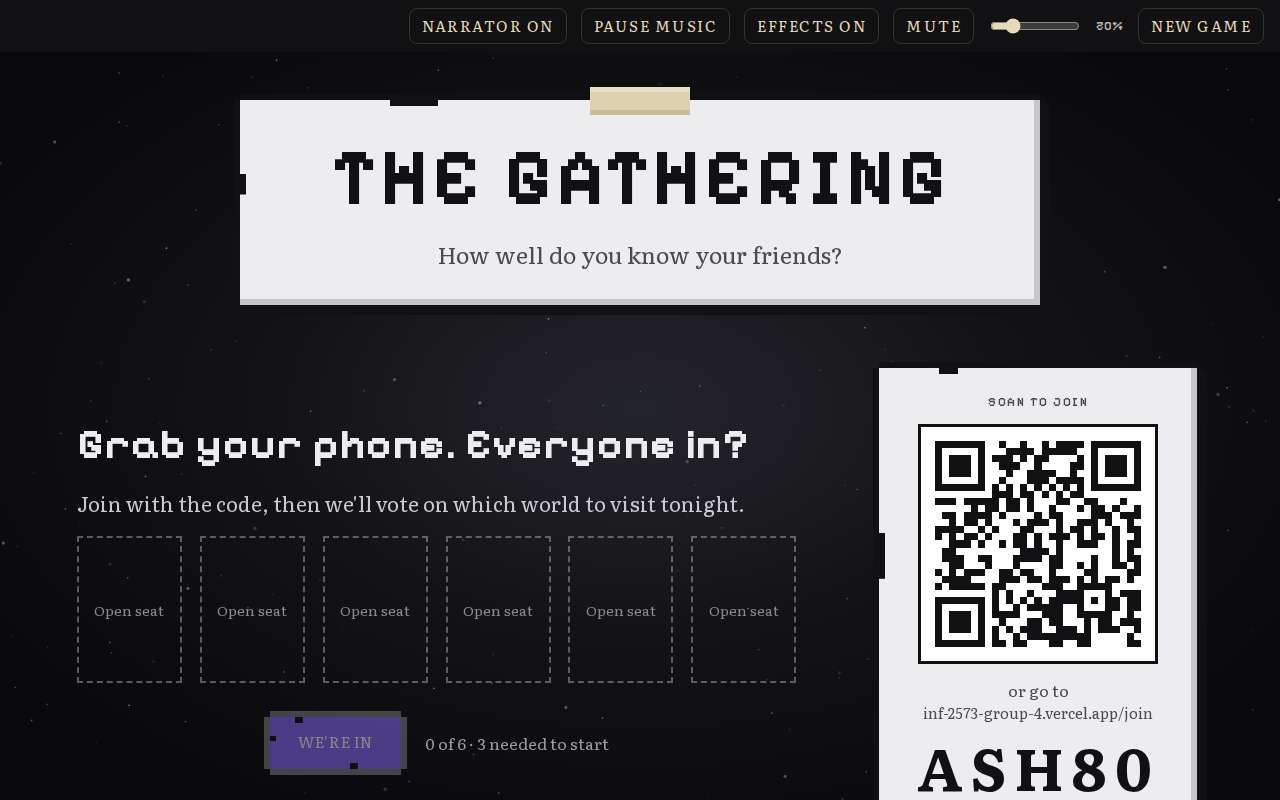 NARRATOR ON
PAUSE MUSIC
EFFECTS ON
MUTE
20%
NEW GAME
THE GATHERING
How well do you know your friends?
Grab your phone. Everyone in?
Join with the code, then we'll vote on which world to visit tonight.
Open seat
Open seat
Open seat
Open seat
Open seat
Open seat
WE'RE IN
0 of 6 · 3 needed to start
SCAN TO JOIN
or go to
inf-2573-group-4.vercel.app/join
ASH80